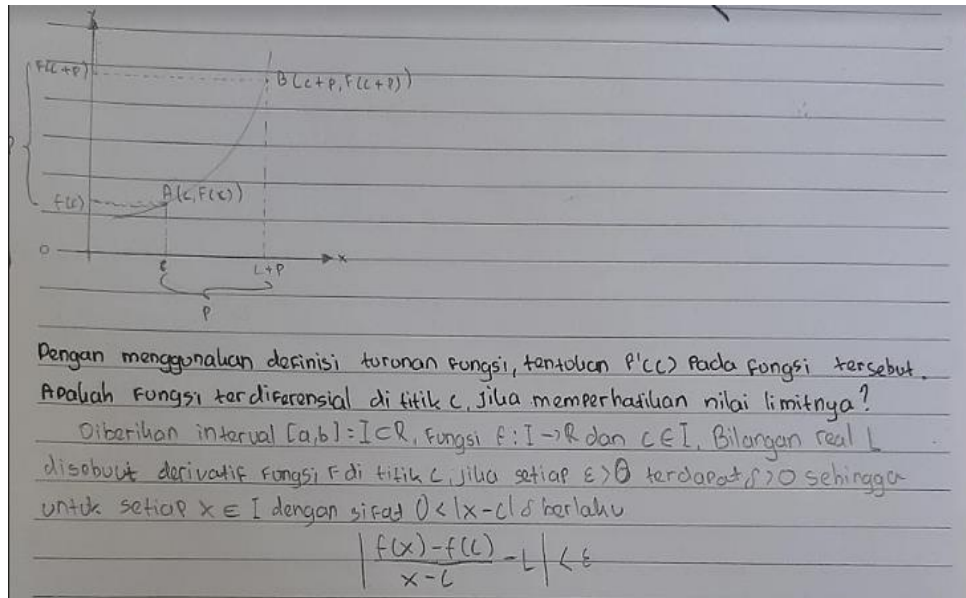 Y
F(c+p)
B(c+p, F(c+p))
A(c, F(x))
f(c)
O
x
c
L+P
P
Dengan menggunakan definisi turunan fungsi, tentukan f'(c) pada fungsi tersebut.
Apakah fungsi terdiferensial di titik c, jika memperhatikan nilai limitnya?
Diberikan interval [a,b] = I ⊂ R, fungsi f : I → R dan c ∈ I, Bilangan real L
disebut derivatif fungsi f di titik c, jika setiap ε > 0 terdapat δ > 0 sehingga
untuk setiap x ∈ I dengan sifat 0 < |x-c| δ berlaku
| f(x) - f(c) / x - c - L | < ε